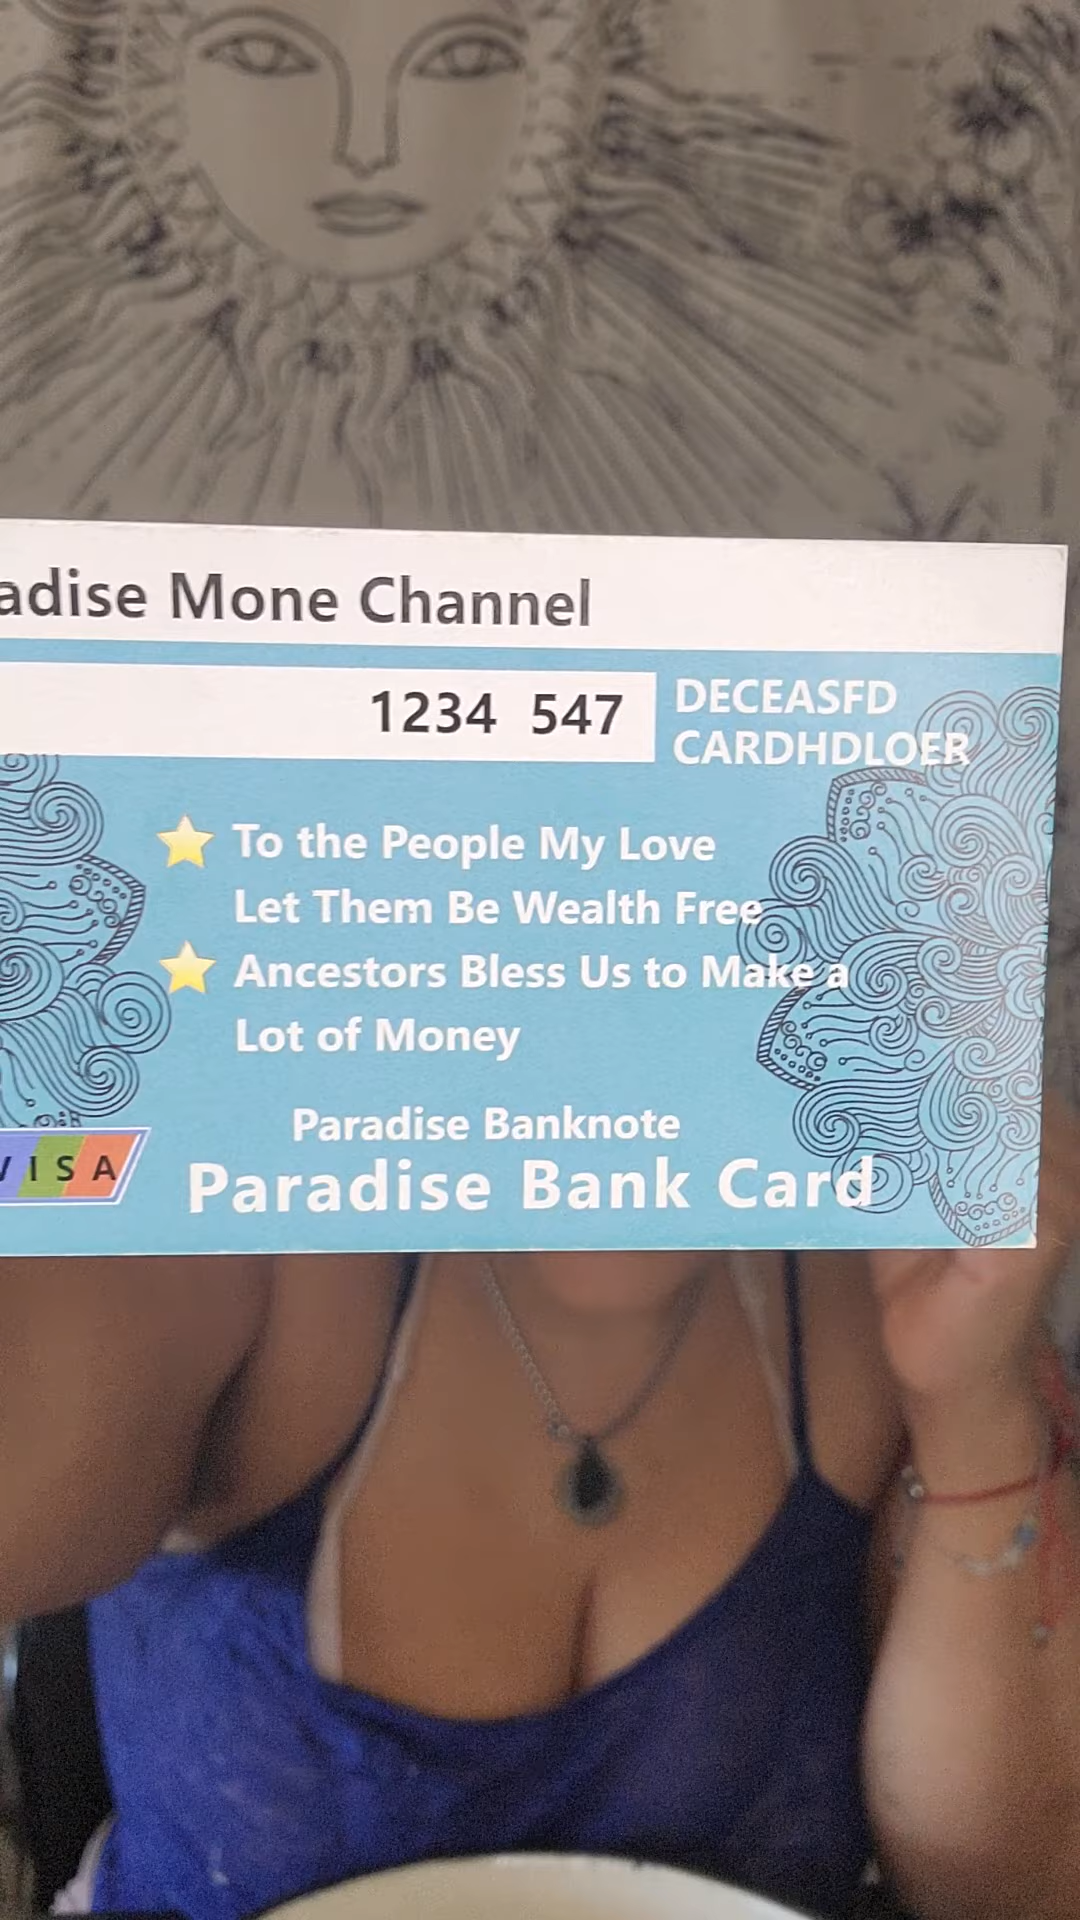 adise Mone Channel
1234 547
DECEASFD
CARDHDLOER
To the People My Love
Let Them Be Wealth Free
Ancestors Bless Us to Make a
Lot of Money
Paradise Banknote
VISA
Paradise Bank Card